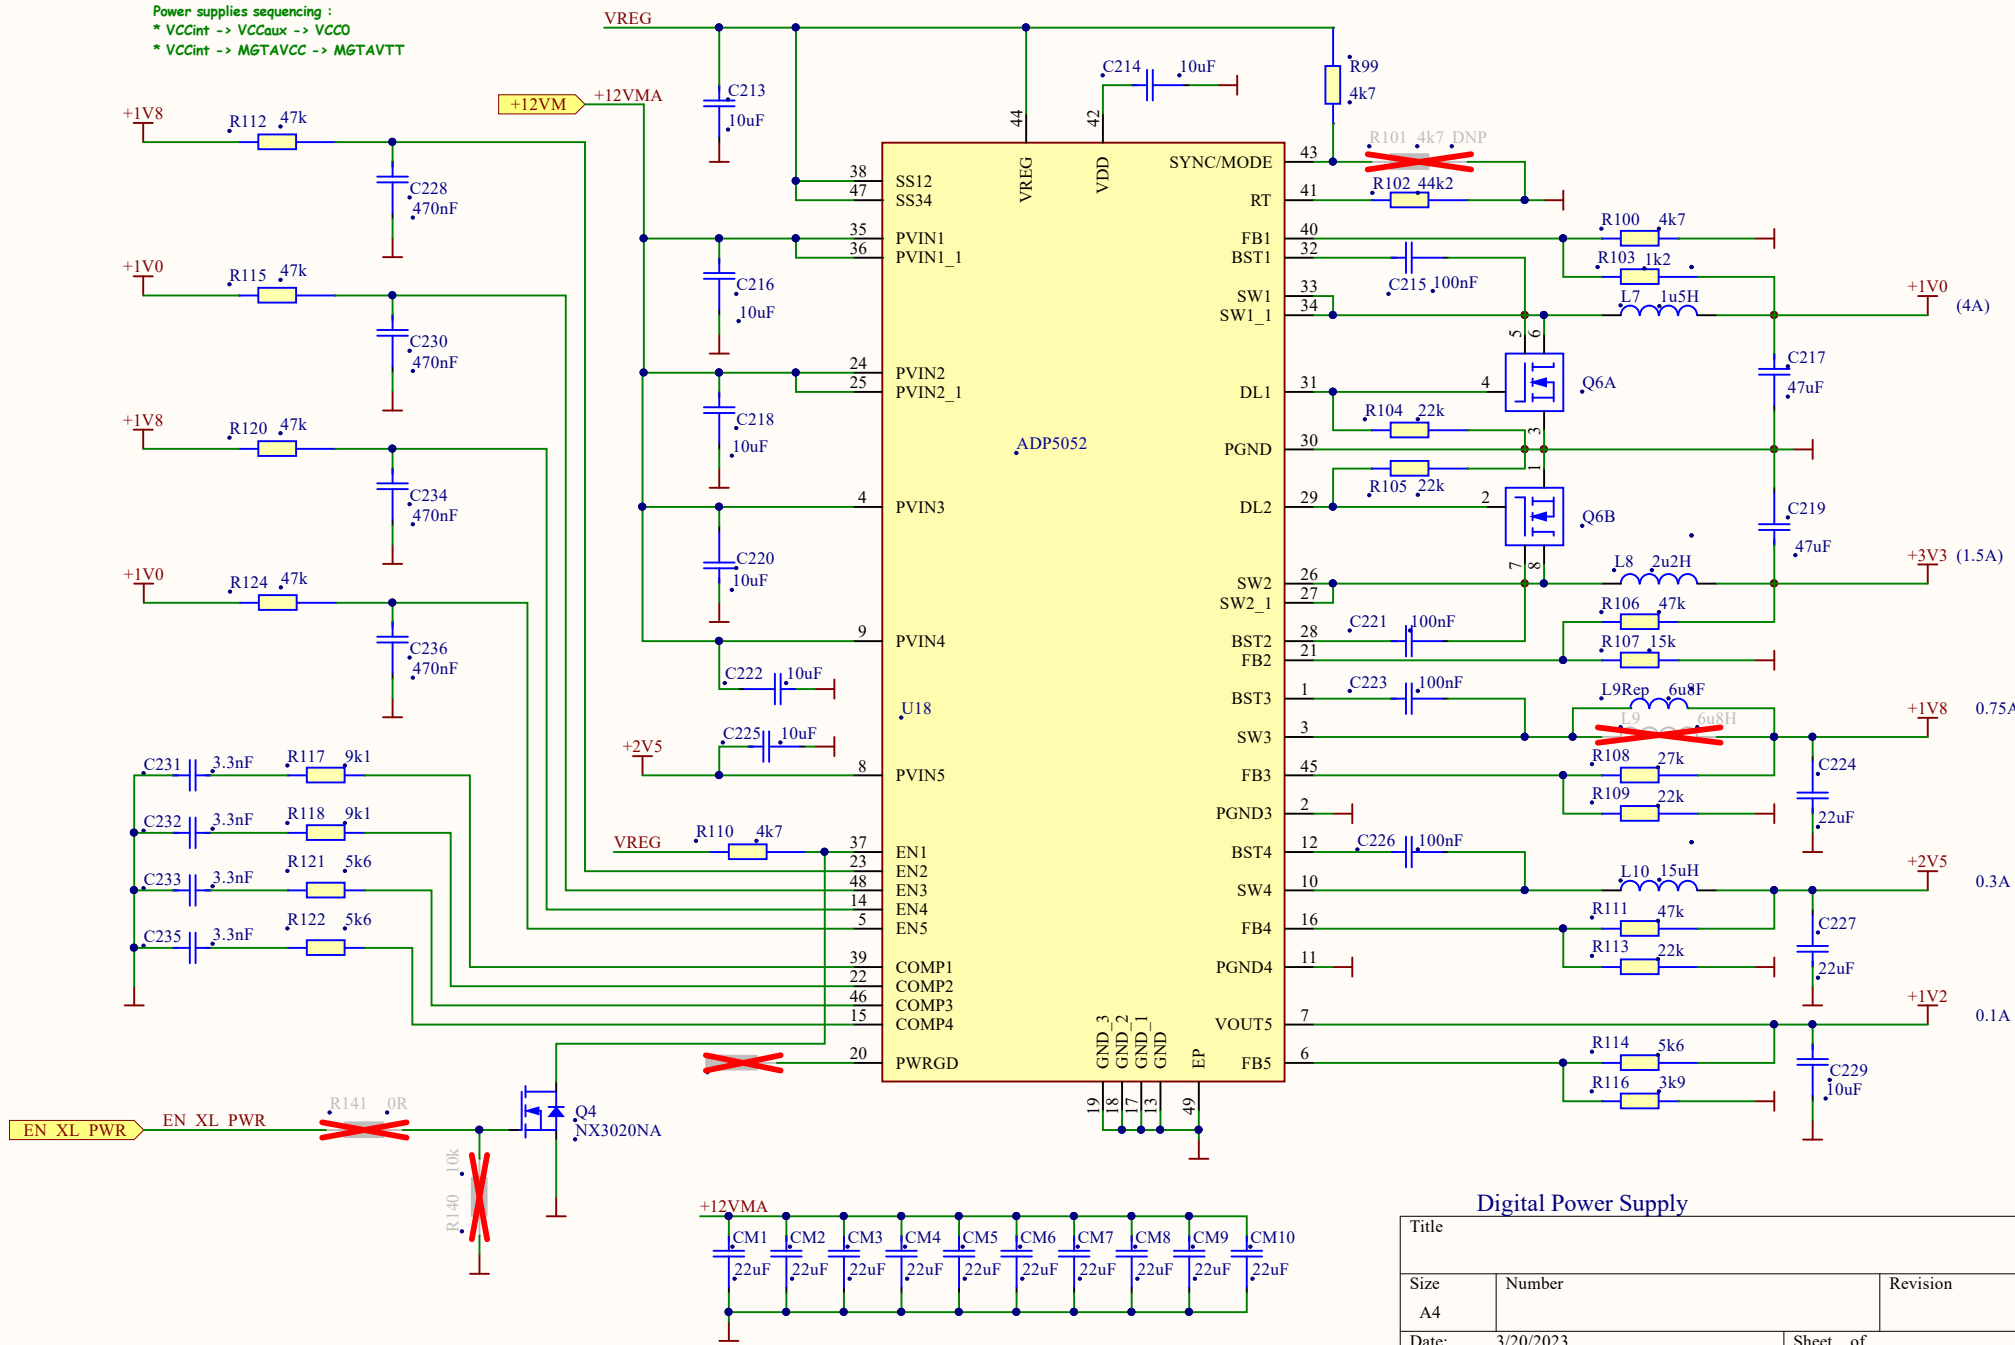 Power supplies sequencing :
* VCCint -> VCCaux -> VCCO
* VCCint -> MGTAVCC -> MGTAVTT
VREG
+12VM
+12VMA
C213
10uF
C214
10uF
R99
4k7
44
42
+1V8
R112
47k
C228
470nF
+1V0
R115
47k
C230
470nF
+1V8
R120
47k
C234
470nF
+1V0
R124
47k
C236
470nF
C231
3.3nF
R117
9k1
C232
3.3nF
R118
9k1
C233
3.3nF
R121
5k6
C235
3.3nF
R122
5k6
C216
10uF
C218
10uF
C220
10uF
C222
10uF
C225
10uF
+2V5
VREG
R110
4k7
38 SS12
47 SS34
35 PVIN1
36 PVIN1_1
24 PVIN2
25 PVIN2_1
4 PVIN3
9 PVIN4
8 PVIN5
37 EN1
23 EN2
48 EN3
14 EN4
5 EN5
39 COMP1
22 COMP2
46 COMP3
15 COMP4
20 PWRGD
VREG
VDD
ADP5052
U18
GND_3
GND_2
GND_1
GND
EP
19
18
17
13
49
SYNC/MODE 43
RT 41
FB1 40
BST1 32
SW1 33
SW1_1 34
DL1 31
PGND 30
DL2 29
SW2 26
SW2_1 27
BST2 28
FB2 21
BST3 1
SW3 3
FB3 45
PGND3 2
BST4 12
SW4 10
FB4 16
PGND4 11
VOUT5 7
FB5 6
R101 4k7 DNP
R102 44k2
R100 4k7
R103 1k2
C215 100nF
L7 1u5H
+1V0
(4A)
5
6
4
Q6A
3
R104 22k
R105 22k
1
2
Q6B
7
8
C217
47uF
C219
47uF
L8 2u2H
+3V3 (1.5A)
R106 47k
R107 15k
C221 100nF
C223 100nF
L9Rep 6u8F
L9 6u8H
+1V8
0.75A
R108
27k
R109
22k
C224
22uF
C226 100nF
L10 15uH
+2V5
0.3A
R111
47k
R113
22k
C227
22uF
+1V2
0.1A
R114
5k6
R116
3k9
C229
10uF
EN_XL_PWR
EN_XL_PWR
R141 0R
R140 10k
Q4
NX3020NA
+12VMA
CM1 CM2 CM3 CM4 CM5 CM6 CM7 CM8 CM9 CM10
22uF 22uF 22uF 22uF 22uF 22uF 22uF 22uF 22uF 22uF
Digital Power Supply
Title
Size Number Revision
A4
Date: 3/20/2023 Sheet of